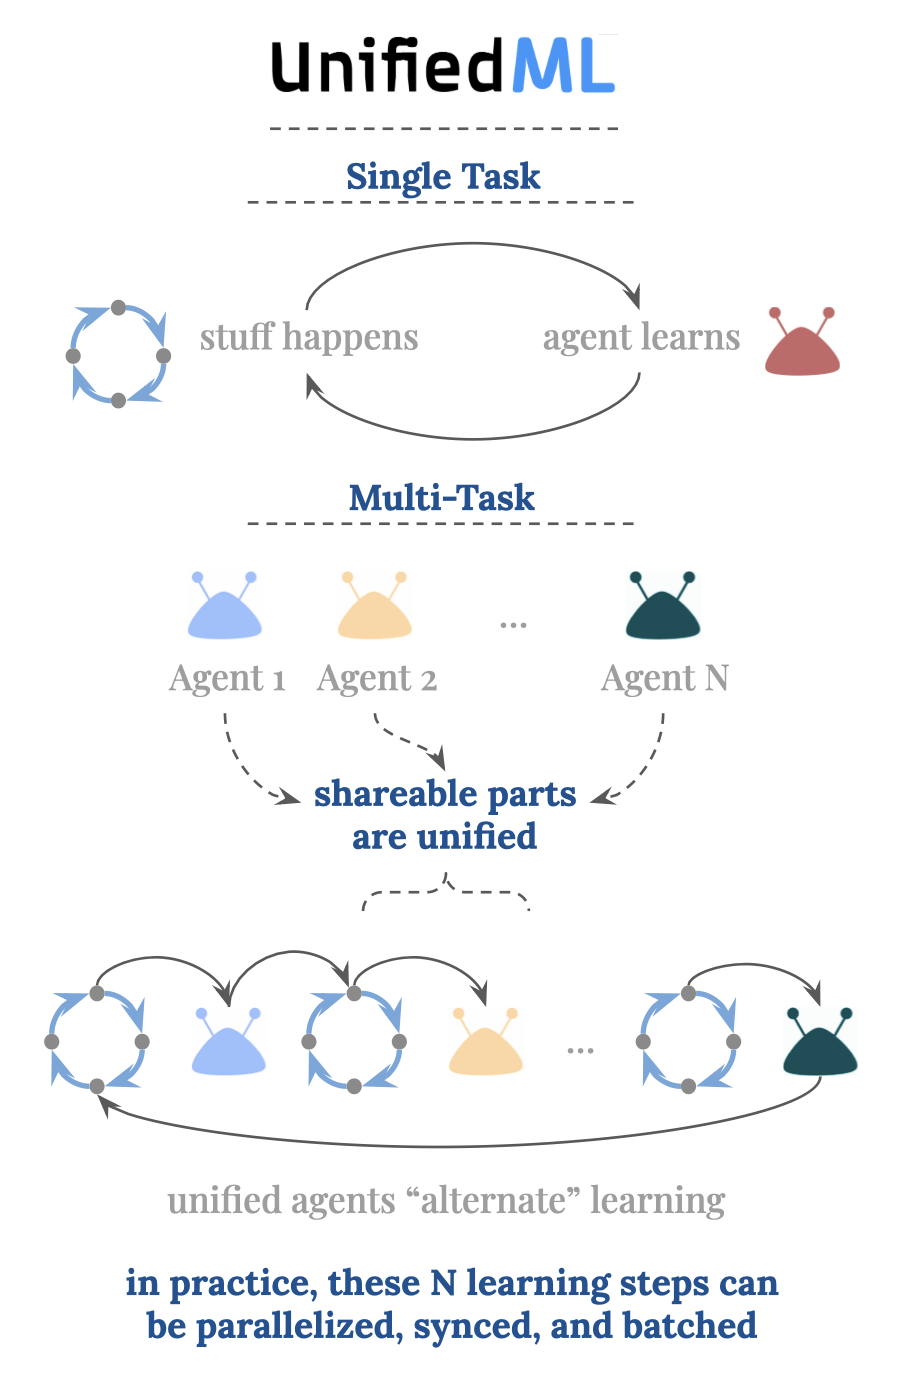 UnifiedML
Single Task
stuff happens
agent learns
Multi-Task
...
Agent 1
Agent 2
Agent N
shareable parts
are unified
...
unified agents “alternate” learning
in practice, these N learning steps can
be parallelized, synced, and batched